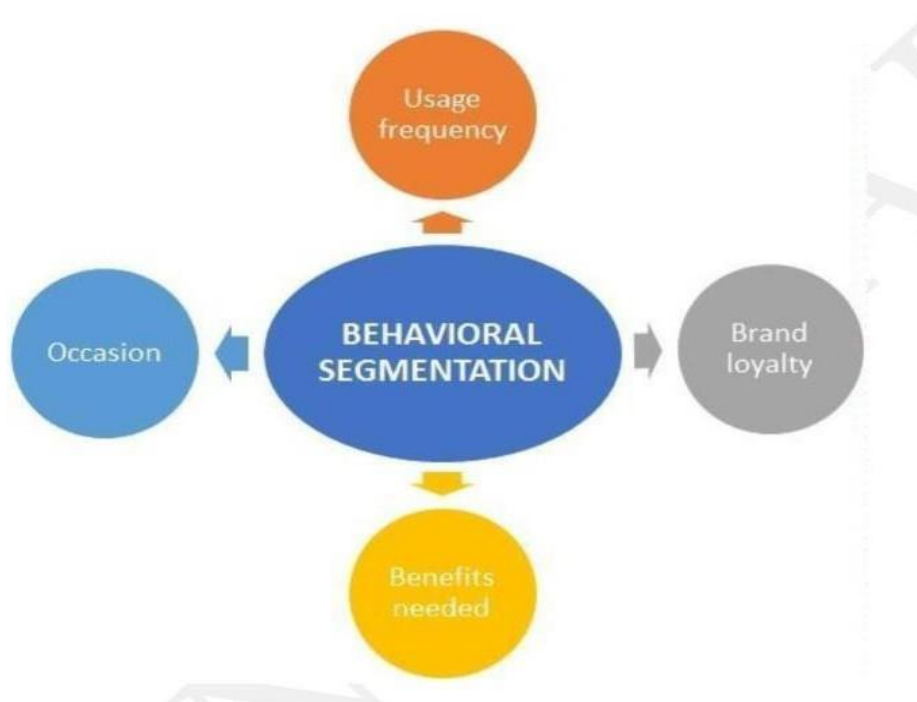 Usage
frequency
Occasion
BEHAVIORAL
SEGMENTATION
Brand
loyalty
Benefits
needed